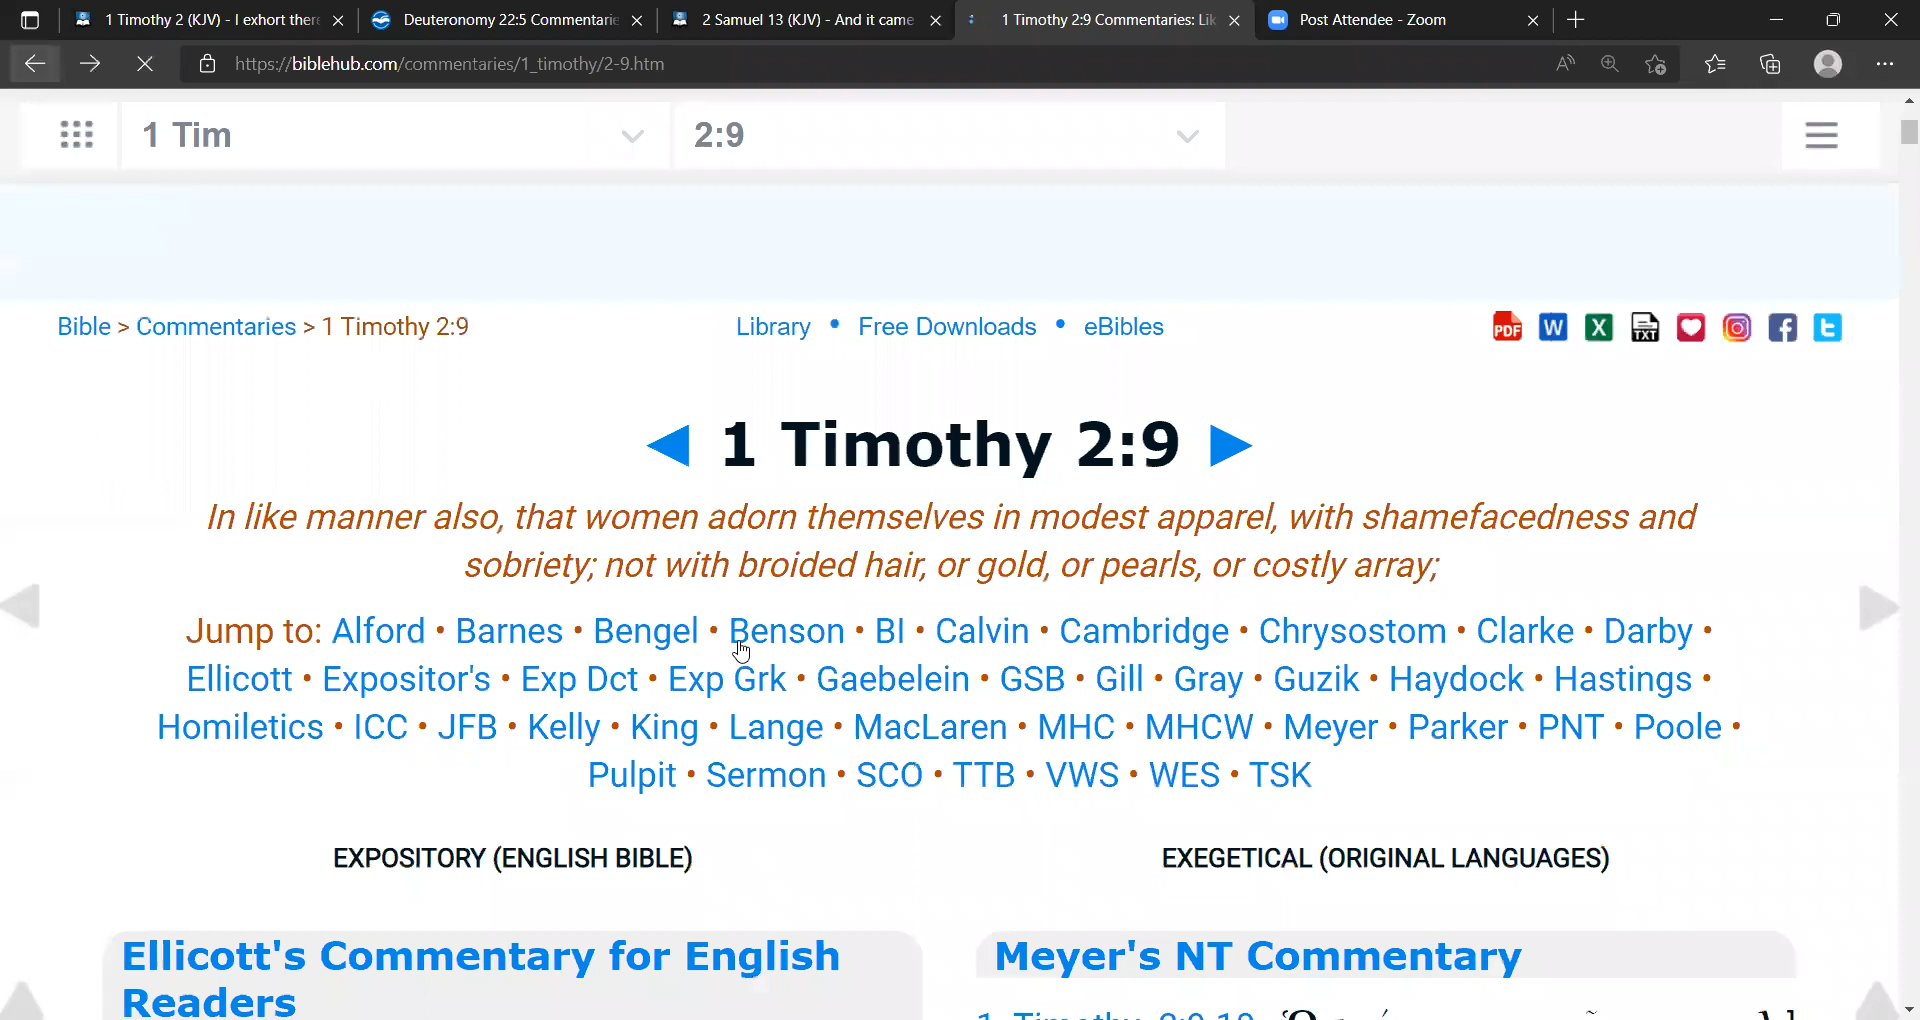 1 Timothy 2 (KJV) - I exhort there
Deuteronomy 22:5 Commentarie
2 Samuel 13 (KJV) - And it came
1 Timothy 2:9 Commentaries: Lik
Post Attendee - Zoom
https://biblehub.com/commentaries/1_timothy/2-9.htm
1 Tim
2:9
Bible > Commentaries > 1 Timothy 2:9
Library • Free Downloads • eBibles
PDF W X TXT
◄ 1 Timothy 2:9 ►
In like manner also, that women adorn themselves in modest apparel, with shamefacedness and
sobriety; not with broided hair, or gold, or pearls, or costly array;
Jump to: Alford • Barnes • Bengel • Benson • BI • Calvin • Cambridge • Chrysostom • Clarke • Darby •
Ellicott • Expositor's • Exp Dct • Exp Grk • Gaebelein • GSB • Gill • Gray • Guzik • Haydock • Hastings •
Homiletics • ICC • JFB • Kelly • King • Lange • MacLaren • MHC • MHCW • Meyer • Parker • PNT • Poole •
Pulpit • Sermon • SCO • TTB • VWS • WES • TSK
EXPOSITORY (ENGLISH BIBLE)
EXEGETICAL (ORIGINAL LANGUAGES)
Ellicott's Commentary for English
Readers
Meyer's NT Commentary